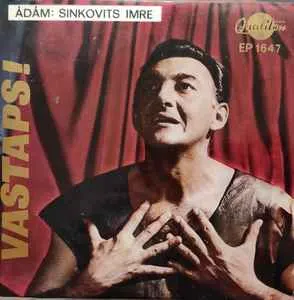 ÁDÁM: SINKOVITS IMRE
Qualiton
EP 1647
VASTAPS!